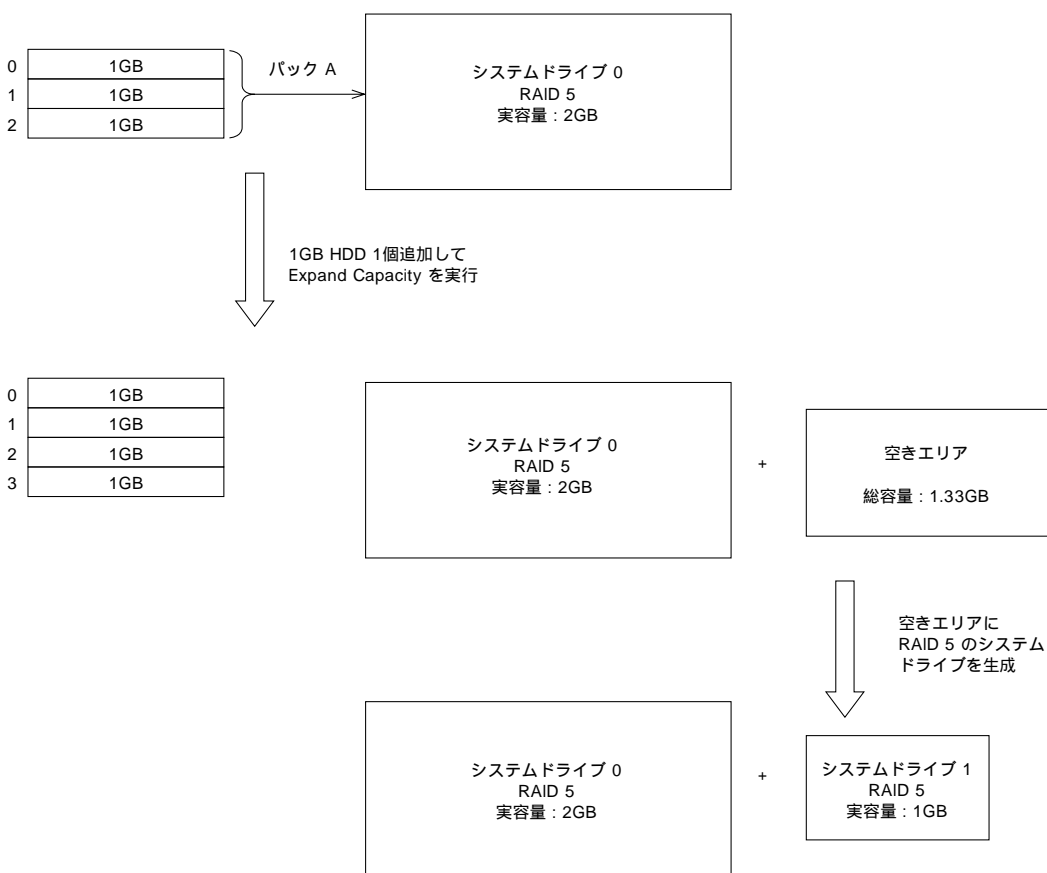 0 1GB
1 1GB
2 1GB
パック A
システムドライブ 0
RAID 5
実容量 : 2GB
1GB HDD 1個追加して
Expand Capacity を実行
0 1GB
1 1GB
2 1GB
3 1GB
システムドライブ 0
RAID 5
実容量 : 2GB
+
空きエリア
総容量 : 1.33GB
空きエリアに
RAID 5 のシステム
ドライブを生成
システムドライブ 0
RAID 5
実容量 : 2GB
+
システムドライブ 1
RAID 5
実容量 : 1GB